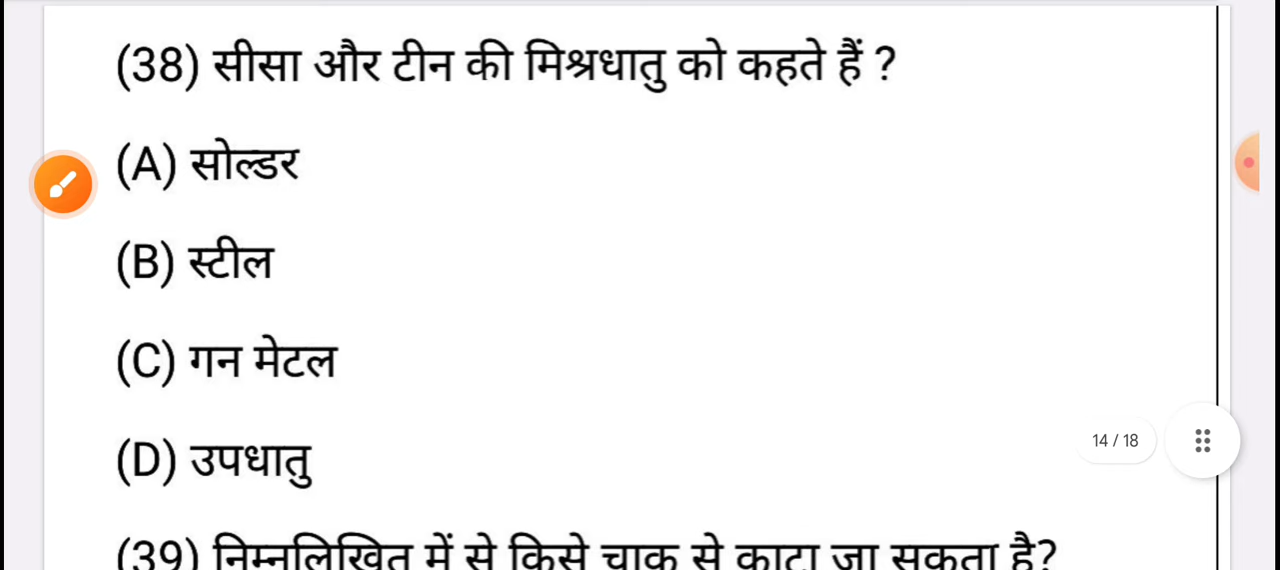 (38) सीसा और टीन की मिश्रधातु को कहते हैं ?
(A) सोल्डर
(B) स्टील
(C) गन मेटल
14 / 18
(D) उपधातु
(39) निम्नलिखित में से किसे चाकू से काटा जा सकता है?